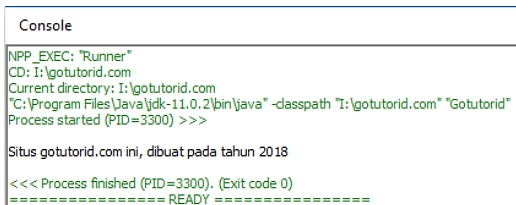 Console
NPP_EXEC: "Runner"
CD: I:\gotutorid.com
Current directory: I:\gotutorid.com
"C:\Program Files\Java\jdk-11.0.2\bin\java" -classpath "I:\gotutorid.com" "Gotutorid"
Process started (PID=3300) >>>
Situs gotutorid.com ini, dibuat pada tahun 2018
<<< Process finished (PID=3300). (Exit code 0)
================ READY ================